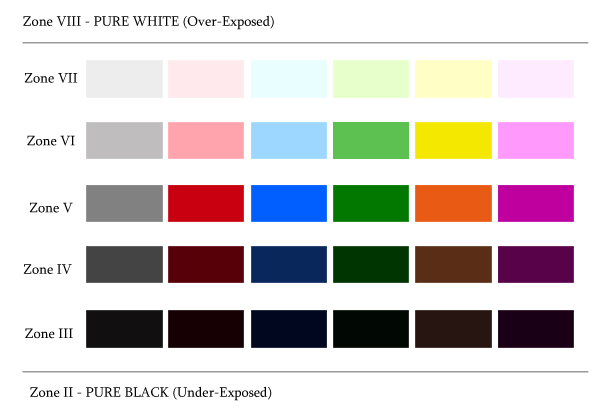 Zone VIII - PURE WHITE (Over-Exposed)
Zone VII
Zone VI
Zone V
Zone IV
Zone III
Zone II - PURE BLACK (Under-Exposed)